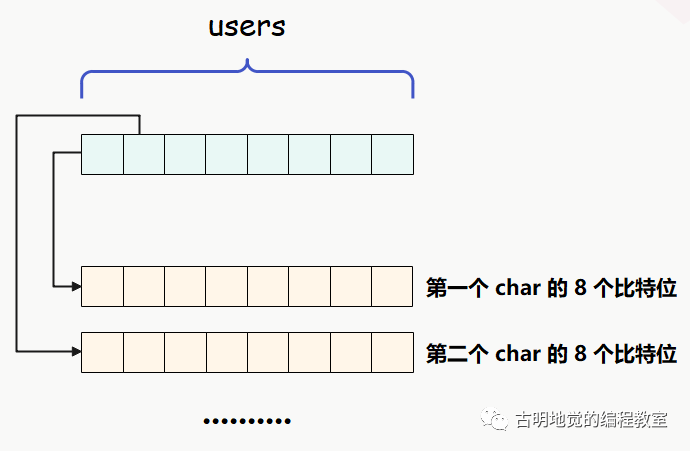 users
第一个 char 的 8 个比特位
第二个 char 的 8 个比特位
··········
古明地觉的编程教室